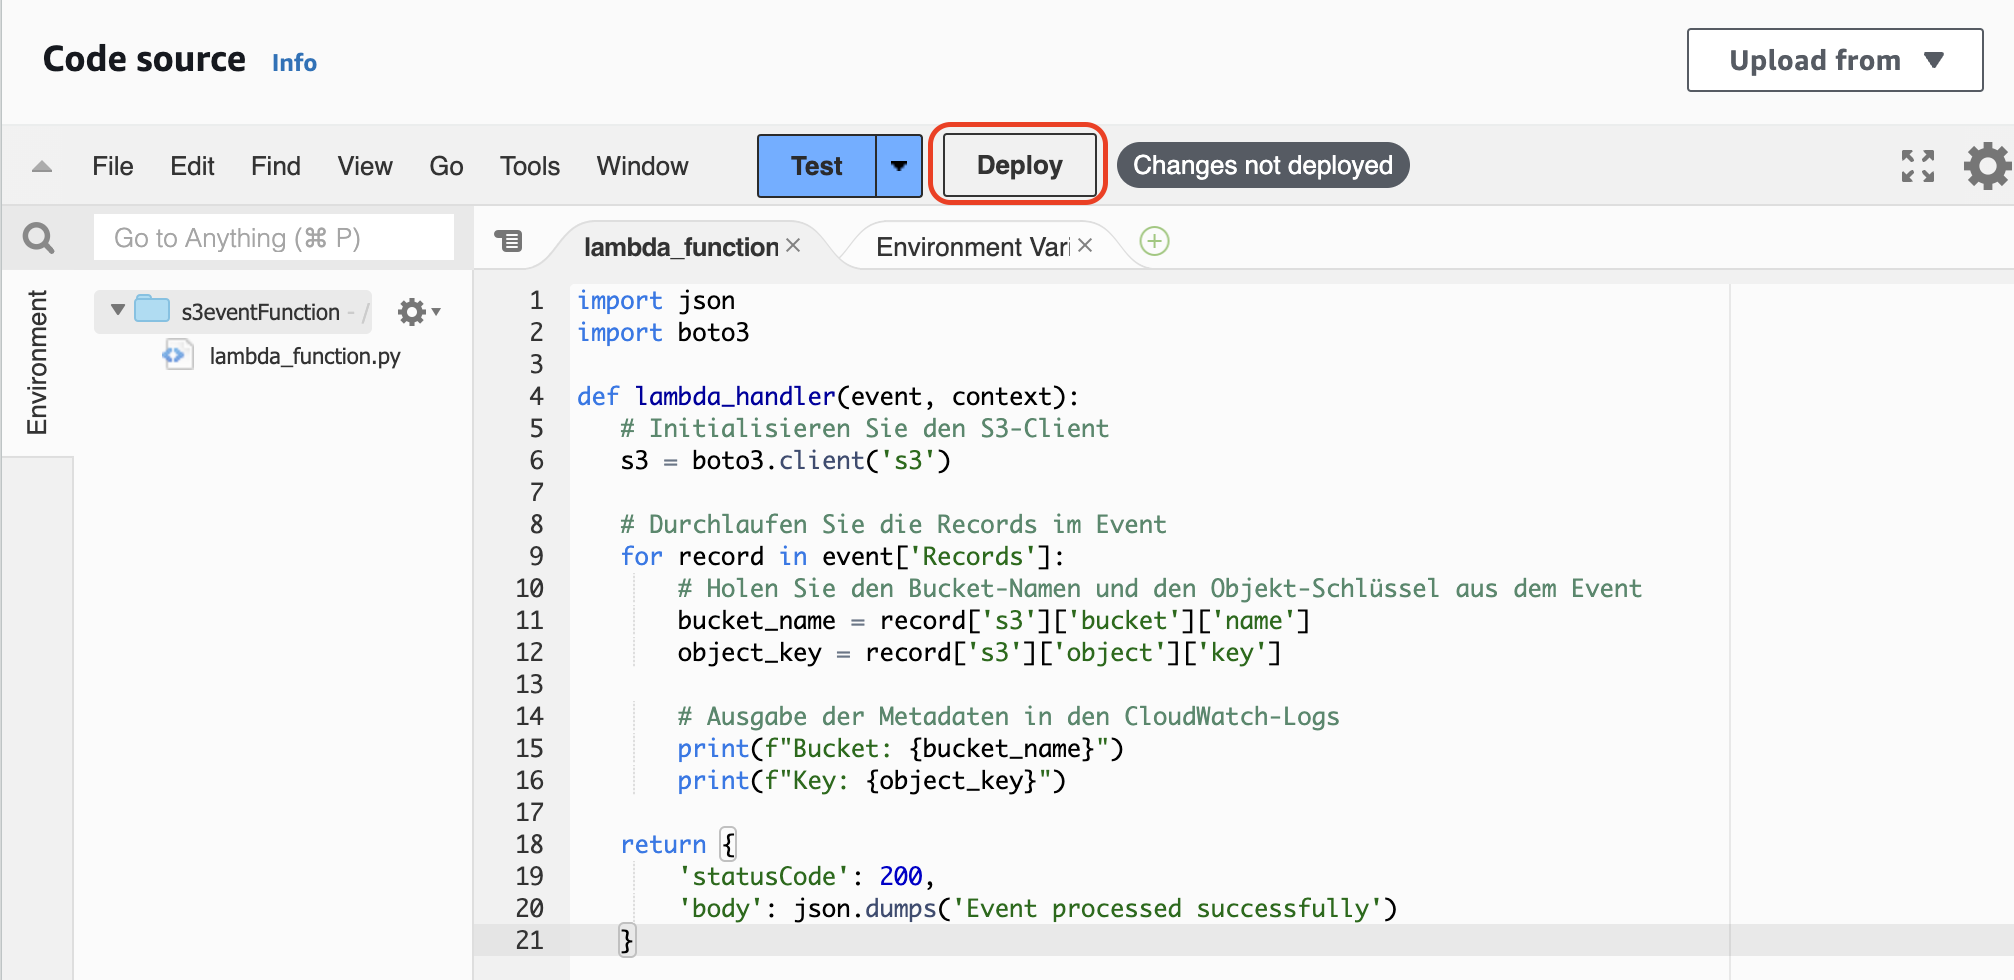 Code source Info
Upload from
File Edit Find View Go Tools Window Test Deploy Changes not deployed
Go to Anything (⌘ P)
lambda_function Environment Vari
Environment
s3eventFunction - /
lambda_function.py
1 import json
2 import boto3
3
4 def lambda_handler(event, context):
5 # Initialisieren Sie den S3-Client
6 s3 = boto3.client('s3')
7
8 # Durchlaufen Sie die Records im Event
9 for record in event['Records']:
10 # Holen Sie den Bucket-Namen und den Objekt-Schlüssel aus dem Event
11 bucket_name = record['s3']['bucket']['name']
12 object_key = record['s3']['object']['key']
13
14 # Ausgabe der Metadaten in den CloudWatch-Logs
15 print(f"Bucket: {bucket_name}")
16 print(f"Key: {object_key}")
17
18 return {
19 'statusCode': 200,
20 'body': json.dumps('Event processed successfully')
21 }